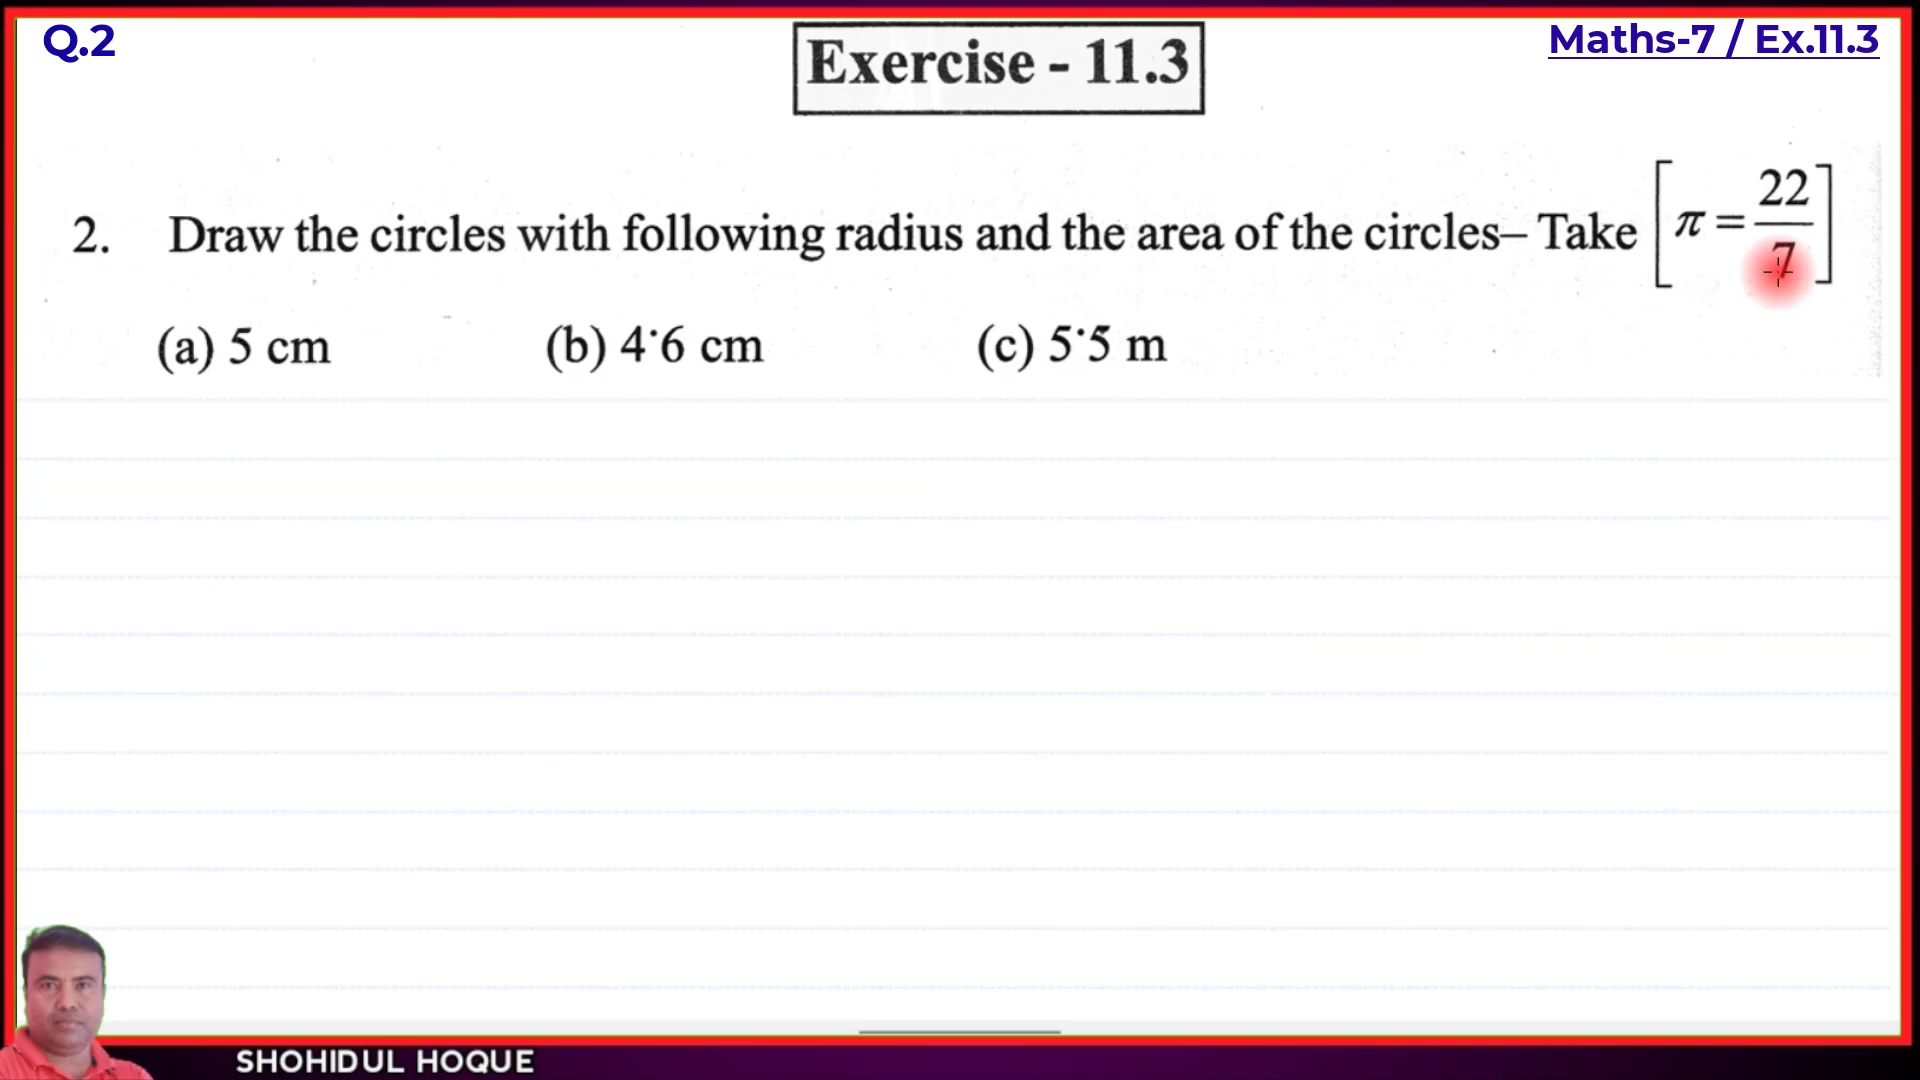 Q.2
Exercise - 11.3
Maths-7 / Ex.11.3
2. Draw the circles with following radius and the area of the circles– Take [π = 22/7]
(a) 5 cm (b) 4·6 cm (c) 5·5 m
SHOHIDUL HOQUE